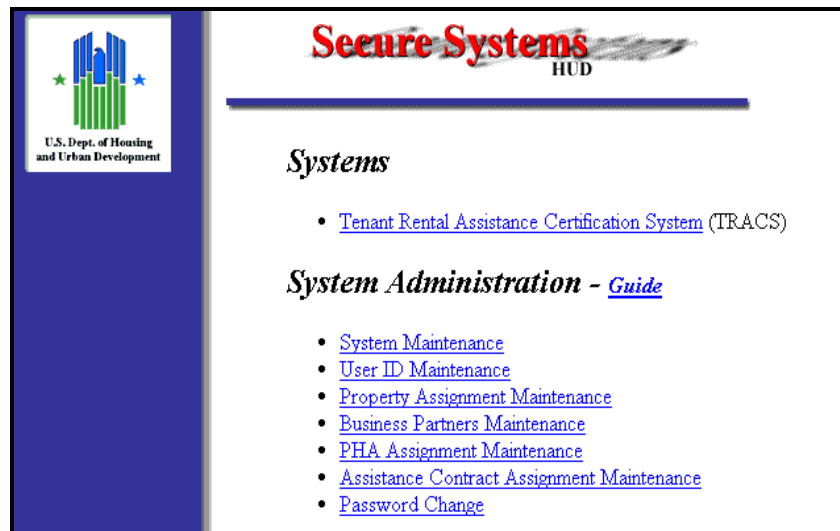 Secure Systems
HUD
U.S. Dept. of Housing
and Urban Development
Systems
• Tenant Rental Assistance Certification System (TRACS)
System Administration - Guide
• System Maintenance
• User ID Maintenance
• Property Assignment Maintenance
• Business Partners Maintenance
• PHA Assignment Maintenance
• Assistance Contract Assignment Maintenance
• Password Change